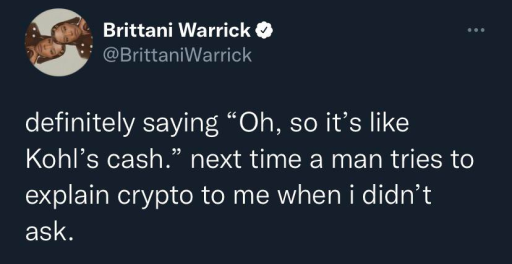 Brittani Warrick
@BrittaniWarrick
definitely saying “Oh, so it’s like
Kohl’s cash.” next time a man tries to
explain crypto to me when i didn’t
ask.